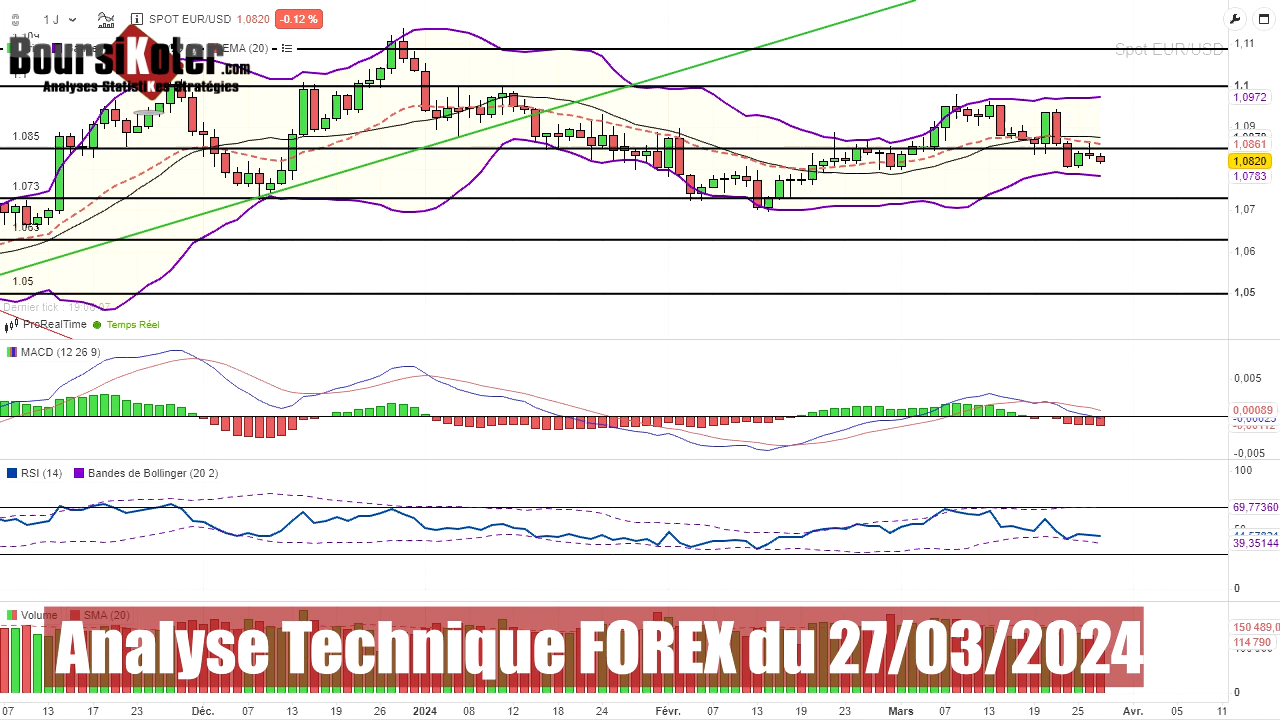 1 J
SPOT EUR/USD 1.0820 -0.12 %
EMA (20)
BoursiKoter.com
Analyses StatistiKes Stratégies
Spot EUR/USD
1,11
1,1
1,0972
1,09
1,0861
1,0820
1,0783
1,07
1,06
1,05
1.085
1.073
1.063
1.05
ProRealTime Temps Réel
MACD (12 26 9)
0,005
0,00089
-0,005
RSI (14) Bandes de Bollinger (20 2)
100
69,77360
39,35144
0
Volume SMA (20)
150 489,0
114 790
0
Analyse Technique FOREX du 27/03/2024
07 13 17 23 Déc. 07 13 19 26 2024 08 12 18 24 Févr. 07 13 19 23 Mars 07 13 19 25 Avr. 05 11